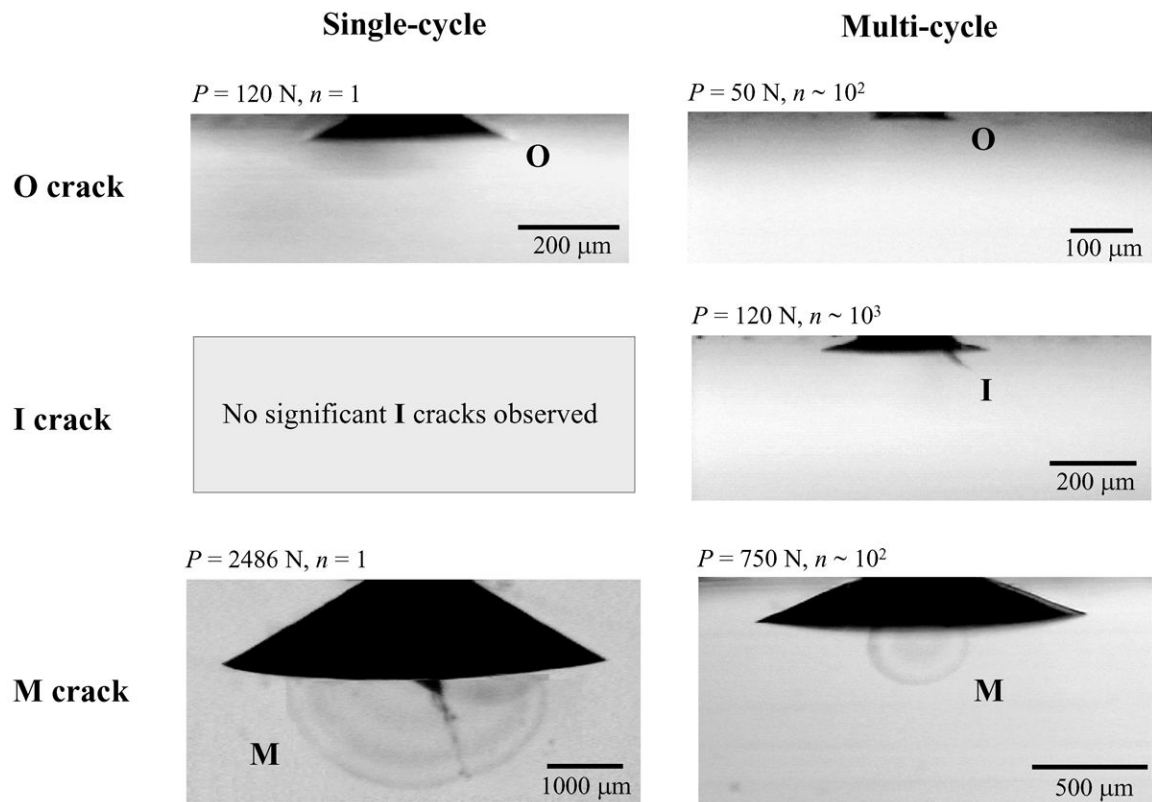 Single-cycle
Multi-cycle
O crack
P = 120 N, n = 1
O
200 μm
P = 50 N, n ~ 10²
O
100 μm
I crack
No significant I cracks observed
P = 120 N, n ~ 10³
I
200 μm
M crack
P = 2486 N, n = 1
M
1000 μm
P = 750 N, n ~ 10²
M
500 μm